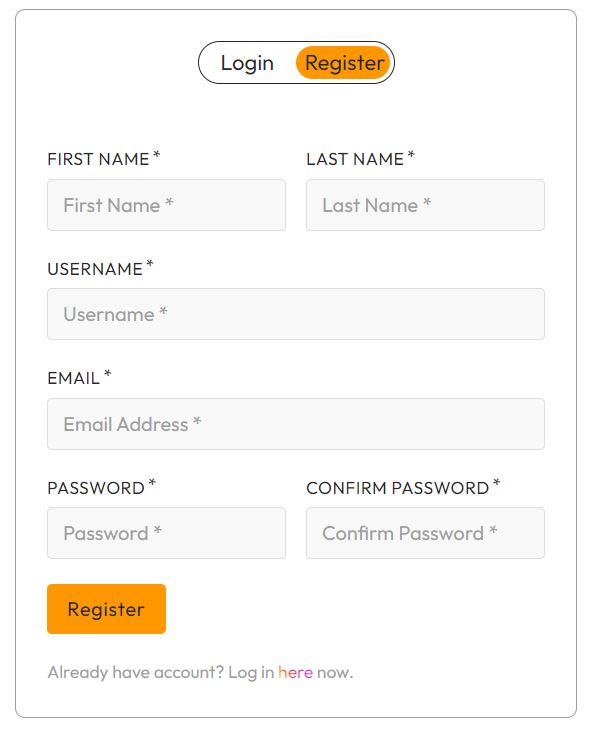 Login Register
FIRST NAME * LAST NAME *
First Name * Last Name *
USERNAME *
Username *
EMAIL *
Email Address *
PASSWORD * CONFIRM PASSWORD *
Password * Confirm Password *
Register
Already have account? Log in here now.